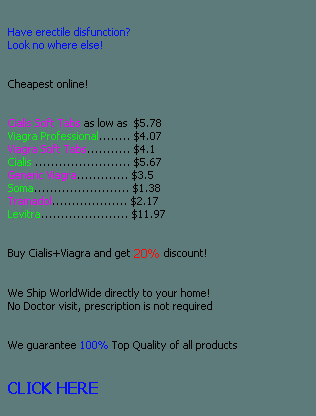 Have erectile disfunction?
Look no where else!
Cheapest online!
Cialis Soft Tabs as low as $5.78
Viagra Professional........ $4.07
Viagra Soft Tabs........... $4.1
Cialis........................ $5.67
Generic Viagra............ $3.5
Soma....................... $1.38
Tramadol.................. $2.17
Levitra..................... $11.97
Buy Cialis+Viagra and get 20% discount!
We Ship WorldWide directly to your home!
No Doctor visit, prescription is not required
We guarantee 100% Top Quality of all products
CLICK HERE